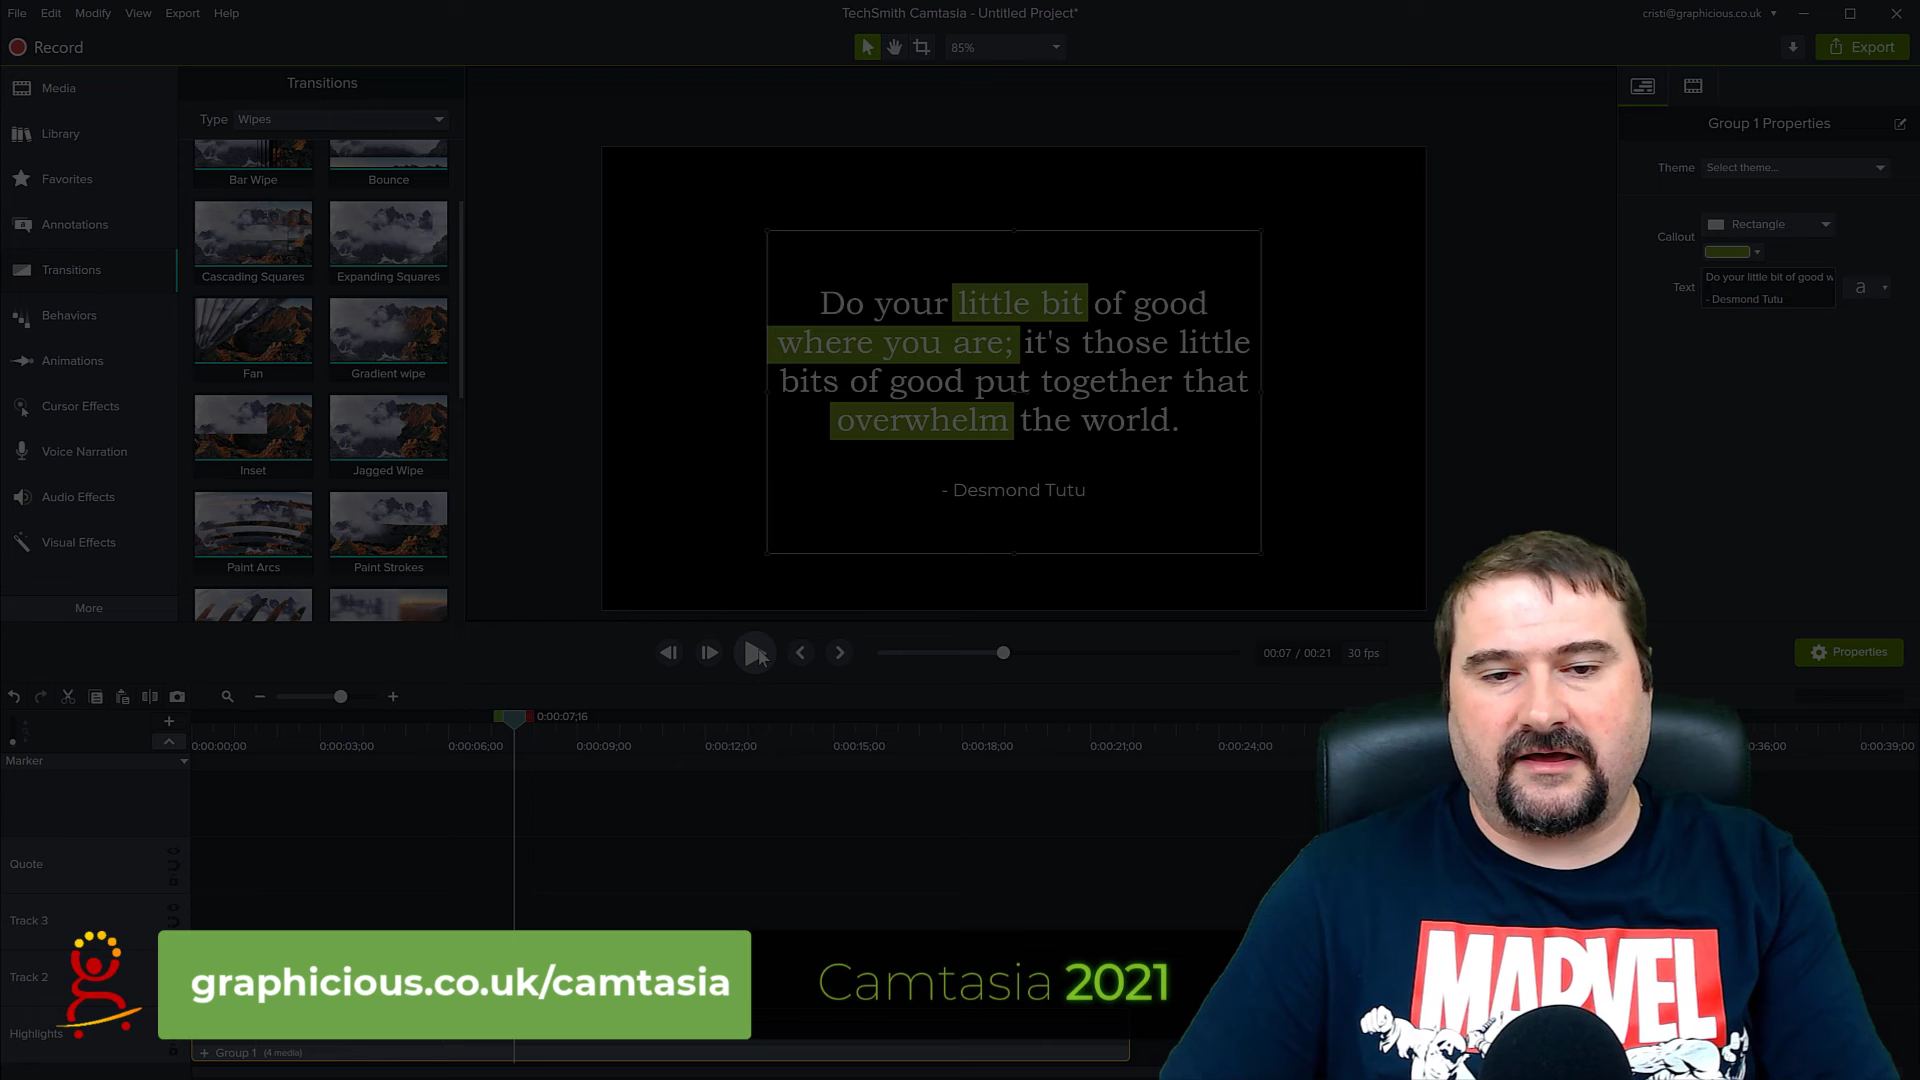 File Edit Modify View Export Help
TechSmith Camtasia - Untitled Project*
cristi@graphicious.co.uk
Record
85%
Export
Media
Library
Favorites
Annotations
Transitions
Behaviors
Animations
Cursor Effects
Voice Narration
Audio Effects
Visual Effects
More
Transitions
Type Wipes
Bar Wipe Bounce
Cascading Squares Expanding Squares
Fan Gradient wipe
Inset Jagged Wipe
Paint Arcs Paint Strokes
Do your little bit of good
where you are; it's those little
bits of good put together that
overwhelm the world.
- Desmond Tutu
Group 1 Properties
Theme Select theme...
Callout Rectangle
Text Do your little bit of good w
- Desmond Tutu
a
00:07 / 00:21 30 fps
Properties
0:00:07;16
0:00:00;00 0:00:03;00 0:00:06;00 0:00:09;00 0:00:12;00 0:00:15;00 0:00:18;00 0:00:21;00 0:00:24;00 0:36;00 0:00:39;00
Marker
Quote
Track 3
Track 2
Highlights
+ Group 1 (4 media)
graphicious.co.uk/camtasia
Camtasia 2021
MARVEL